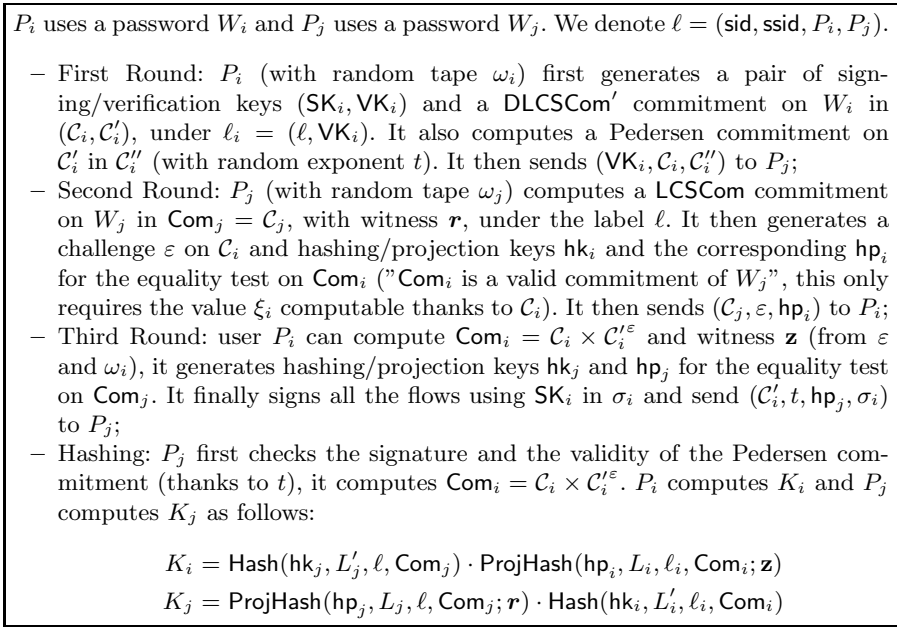 P_i uses a password W_i and P_j uses a password W_j. We denote ℓ = (sid, ssid, P_i, P_j).
– First Round: P_i (with random tape ω_i) first generates a pair of sign-
ing/verification keys (SK_i, VK_i) and a DLCSCom′ commitment on W_i in
(C_i, C′_i), under ℓ_i = (ℓ, VK_i). It also computes a Pedersen commitment on
C′_i in C″_i (with random exponent t). It then sends (VK_i, C_i, C″_i) to P_j;
– Second Round: P_j (with random tape ω_j) computes a LCSCom commitment
on W_j in Com_j = C_j, with witness r, under the label ℓ. It then generates a
challenge ε on C_i and hashing/projection keys hk_i and the corresponding hp_i
for the equality test on Com_i (”Com_i is a valid commitment of W_j”, this only
requires the value ξ_i computable thanks to C_i). It then sends (C_j, ε, hp_i) to P_i;
– Third Round: user P_i can compute Com_i = C_i × C′_i^ε and witness z (from ε
and ω_i), it generates hashing/projection keys hk_j and hp_j for the equality test
on Com_j. It finally signs all the flows using SK_i in σ_i and send (C′_i, t, hp_j, σ_i)
to P_j;
– Hashing: P_j first checks the signature and the validity of the Pedersen com-
mitment (thanks to t), it computes Com_i = C_i × C′_i^ε. P_i computes K_i and P_j
computes K_j as follows:
K_i = Hash(hk_j, L′_j, ℓ, Com_j) · ProjHash(hp_i, L_i, ℓ_i, Com_i; z)
K_j = ProjHash(hp_j, L_j, ℓ, Com_j; r) · Hash(hk_i, L′_i, ℓ_i, Com_i)